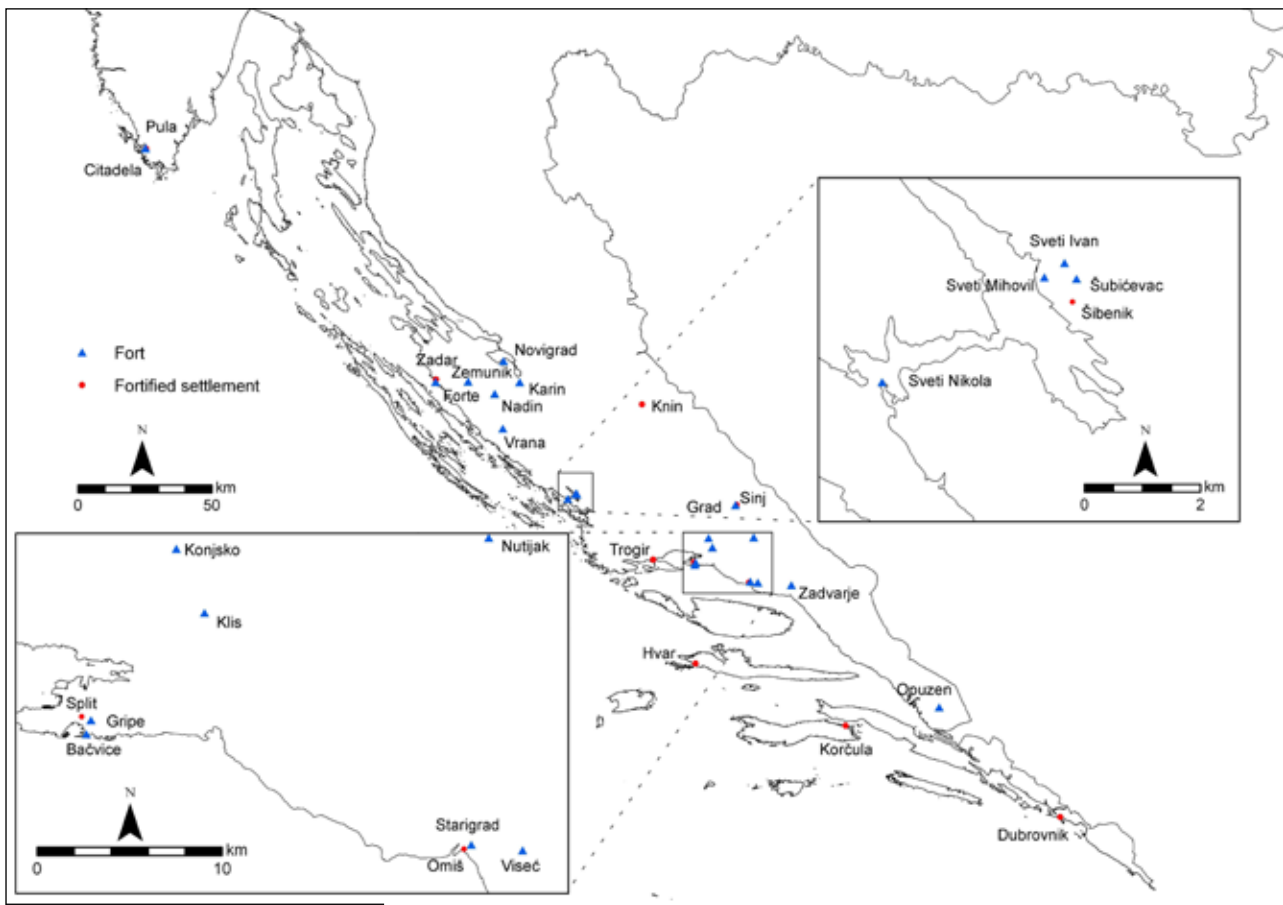 Pula
Citadela
Fort
Fortified settlement
N
0
50
km
Zadar
Novigrad
Zemunik
Forte
Karin
Nadin
Vrana
Knin
Sinj
Grad
Trogir
Zadvarje
Hvar
Opuzen
Korčula
Dubrovnik
Sveti Ivan
Sveti Mihovil
Šubićevac
Šibenik
Sveti Nikola
N
0
2
km
Konjsko
Nutijak
Klis
Split
Gripe
Bačvice
N
0
10
km
Starigrad
Omiš
Viseć